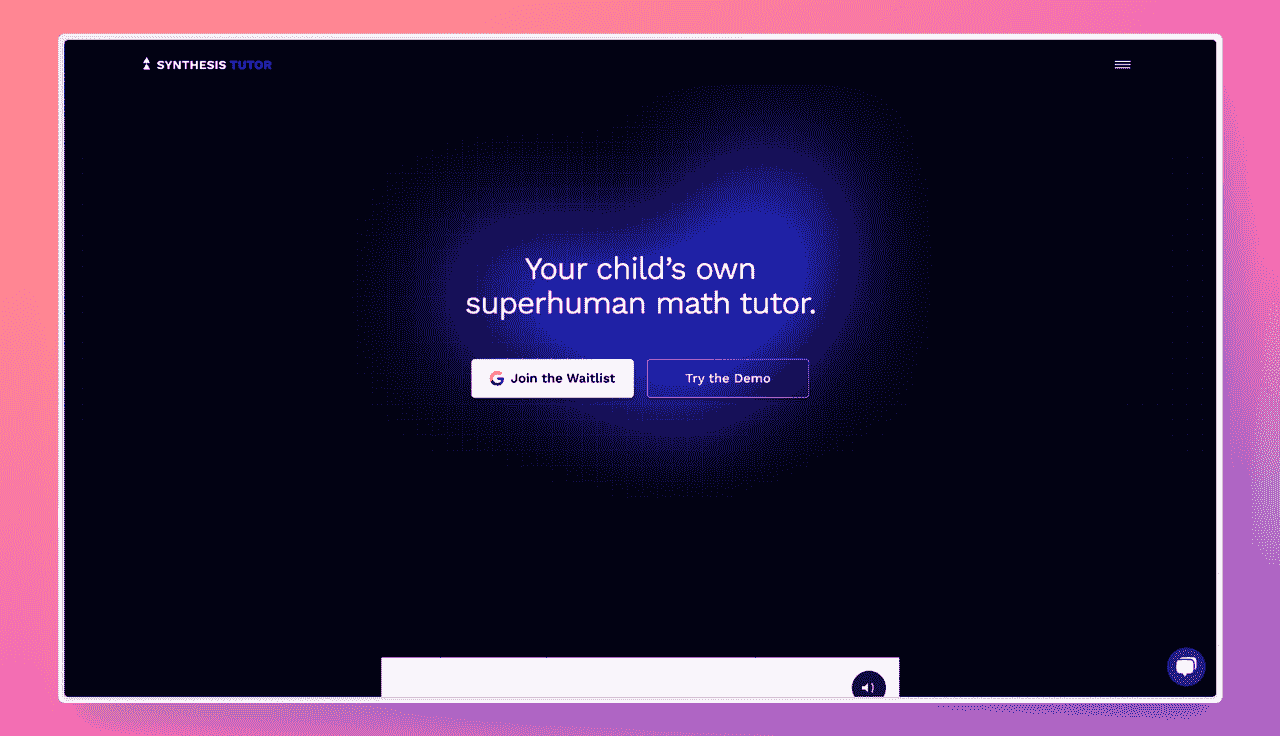 SYNTHESIS TUTOR
Your child’s own
superhuman math tutor.
Join the Waitlist
Try the Demo